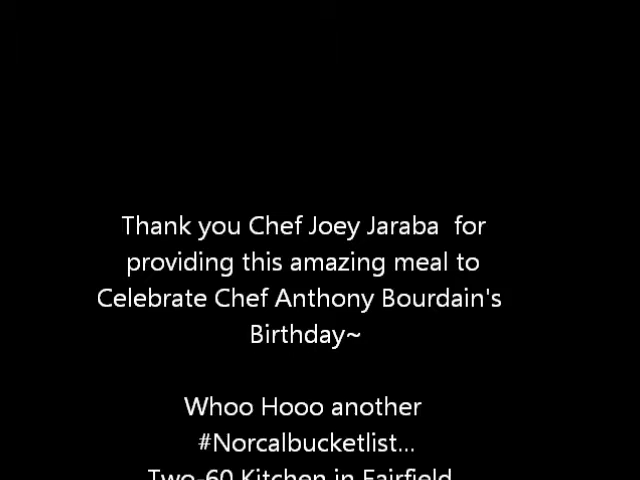 Thank you Chef Joey Jaraba  for
providing this amazing meal to
Celebrate Chef Anthony Bourdain's
Birthday~
Whoo Hooo another
#Norcalbucketlist...
Two-60 Kitchen in Fairfield